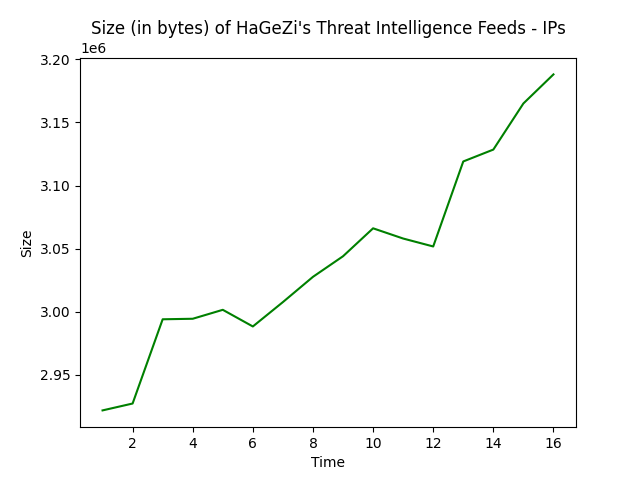 Size (in bytes) of HaGeZi's Threat Intelligence Feeds - IPs
1e6
3.20
3.15
3.10
3.05
3.00
2.95
Size
2 4 6 8 10 12 14 16
Time